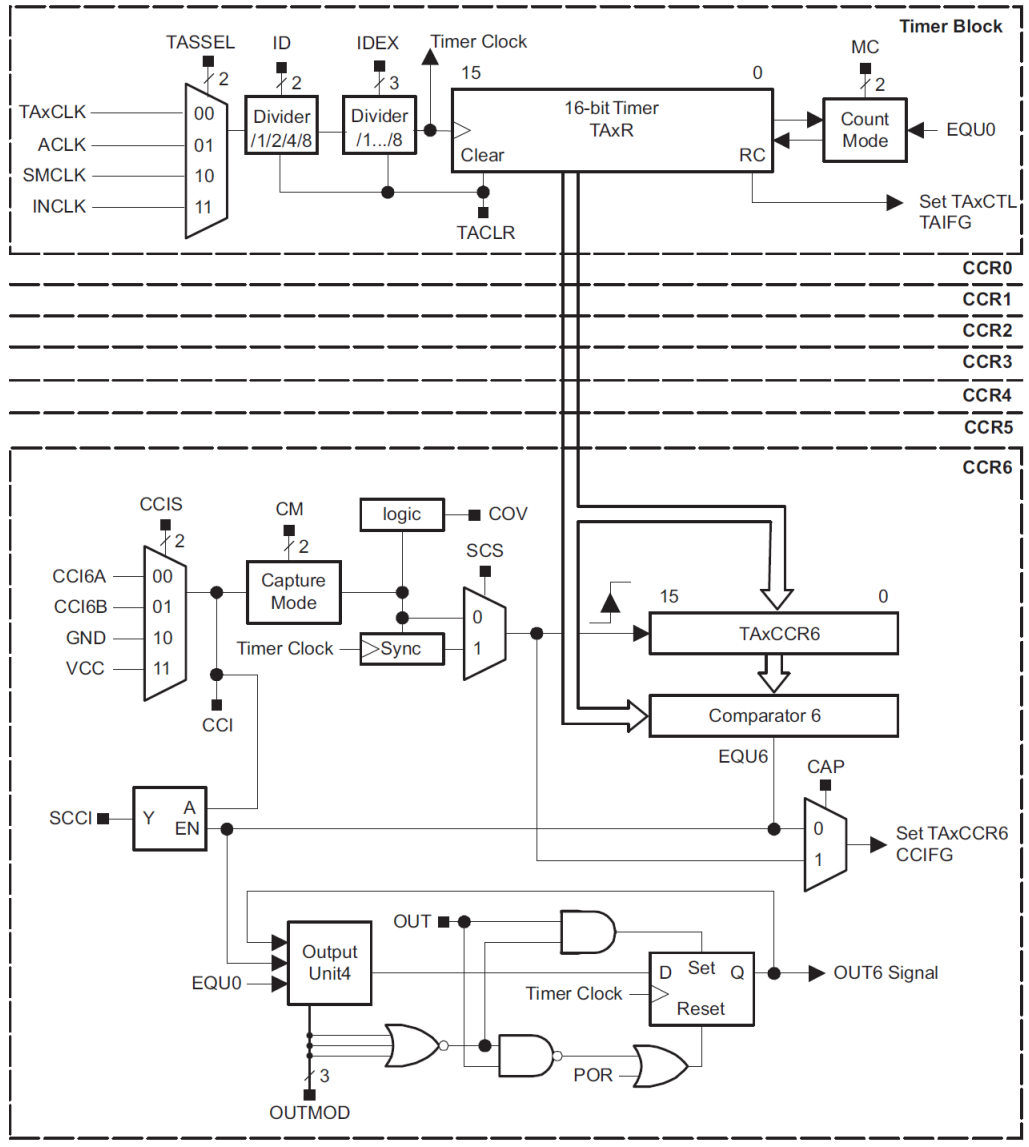 Timer Block
TASSEL
ID
IDEX
Timer Clock
MC
2
2
3
15
0
2
TAxCLK
ACLK
SMCLK
INCLK
00
01
10
11
Divider
/1/2/4/8
Divider
/1.../8
16-bit Timer
TAxR
Clear
RC
Count
Mode
EQU0
TACLR
Set TAxCTL
TAIFG
CCR0
CCR1
CCR2
CCR3
CCR4
CCR5
CCR6
CCIS
2
CM
2
logic
COV
SCS
CCI6A
CCI6B
GND
VCC
00
01
10
11
Capture
Mode
Timer Clock
Sync
0
1
15
0
TAxCCR6
CCI
Comparator 6
EQU6
CAP
SCCI
Y
A
EN
0
1
Set TAxCCR6
CCIFG
OUT
Output
Unit4
EQU0
D
Set
Q
Timer Clock
Reset
OUT6 Signal
POR
3
OUTMOD